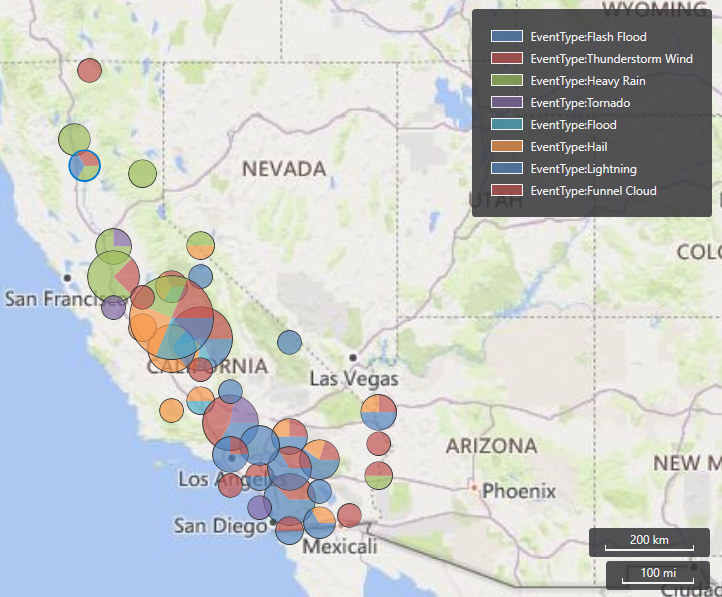 WYOMING
EventType:Flash Flood
EventType:Thunderstorm Wind
EventType:Heavy Rain
EventType:Tornado
EventType:Flood
EventType:Hail
EventType:Lightning
EventType:Funnel Cloud
NEVADA
UTAH
COLO
San Francis
CALIFORNIA
Las Vegas
ARIZONA
NEW M
Los Angeles
Phoenix
San Diego
Mexicali
200 km
100 mi
Ciudad